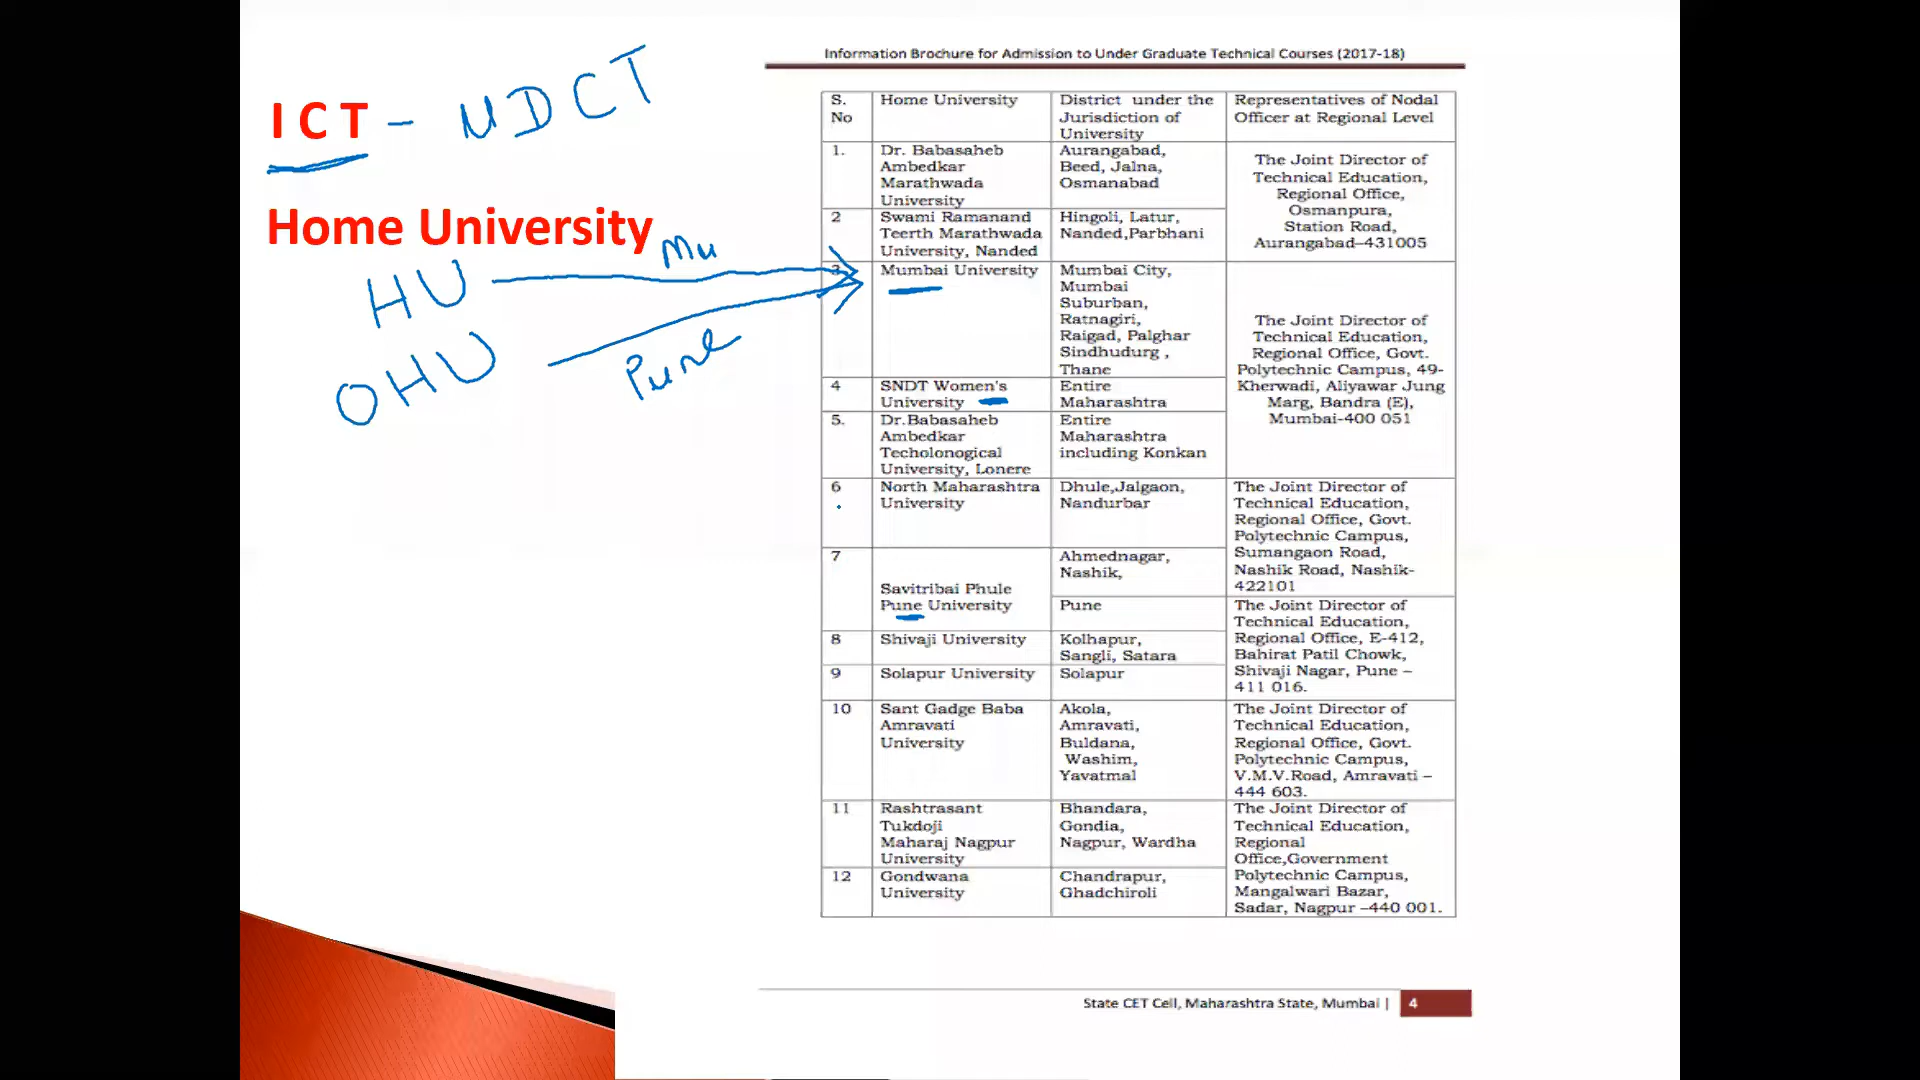 I C T - UDCT
Home University
HU
Mu
OHU
Pune
Information Brochure for Admission to Under Graduate Technical Courses (2017-18)
S. No
Home University
District under the
Jurisdiction of
University
Representatives of Nodal
Officer at Regional Level
1.
Dr. Babasaheb
Ambedkar
Marathwada
University
Aurangabad,
Beed, Jalna,
Osmanabad
The Joint Director of
Technical Education,
Regional Office,
Osmanpura,
Station Road,
Aurangabad–431005
2
Swami Ramanand
Teerth Marathwada
University, Nanded
Hingoli, Latur,
Nanded,Parbhani
3
Mumbai University
Mumbai City,
Mumbai
Suburban,
Ratnagiri,
Raigad, Palghar
Sindhudurg ,
Thane
The Joint Director of
Technical Education,
Regional Office, Govt.
Polytechnic Campus, 49-
Kherwadi, Aliyawar Jung
Marg, Bandra (E),
Mumbai-400 051
4
SNDT Women's
University
Entire
Maharashtra
5.
Dr.Babasaheb
Ambedkar
Techolonogical
University, Lonere
Entire
Maharashtra
including Konkan
6
North Maharashtra
University
Dhule,Jalgaon,
Nandurbar
The Joint Director of
Technical Education,
Regional Office, Govt.
Polytechnic Campus,
Sumangaon Road,
Nashik Road, Nashik-
422101
7
Savitribai Phule
Pune University
Ahmednagar,
Nashik,
Pune
The Joint Director of
Technical Education,
Regional Office, E-412,
Bahirat Patil Chowk,
Shivaji Nagar, Pune –
411 016.
8
Shivaji University
Kolhapur,
Sangli, Satara
9
Solapur University
Solapur
10
Sant Gadge Baba
Amravati
University
Akola,
Amravati,
Buldana,
Washim,
Yavatmal
The Joint Director of
Technical Education,
Regional Office, Govt.
Polytechnic Campus,
V.M.V.Road, Amravati –
444 603.
11
Rashtrasant
Tukdoji
Maharaj Nagpur
University
Bhandara,
Gondia,
Nagpur, Wardha
The Joint Director of
Technical Education,
Regional
Office,Government
Polytechnic Campus,
Mangalwari Bazar,
Sadar, Nagpur –440 001.
12
Gondwana
University
Chandrapur,
Ghadchiroli
State CET Cell, Maharashtra State, Mumbai | 4